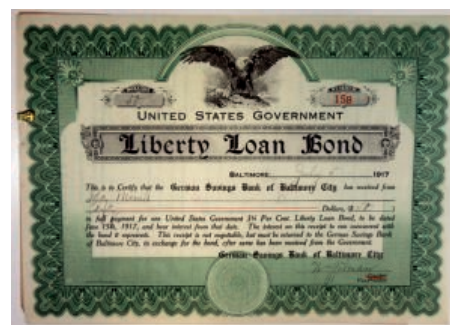 158
UNITED STATES GOVERNMENT
Liberty Loan Bond
BALTIMORE, July 1917
This is to Certify that the German Savings Bank of Baltimore City has received from
Dollars, $
in full payment for one United States Government 3½ Per Cent. Liberty Loan Bond, to be dated
June 15th, 1917, and bear interest from that date. The interest on this receipt to run concurrent with
the bond it represents. This receipt is not negotiable, but must be returned to the German Savings Bank
of Baltimore City, in exchange for the bond, after same has been received from the Government.
German Savings Bank of Baltimore City